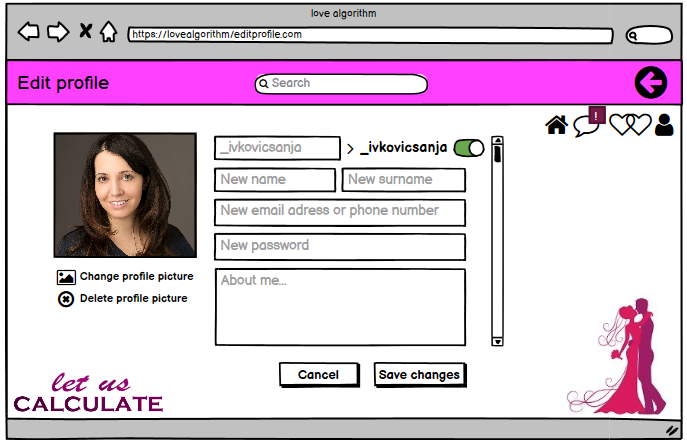 love algorithm
https://lovealgorithm/editprofile.com
Edit profile
Search
!
_ivkovicsanja
_ivkovicsanja
New name
New surname
New email adress or phone number
New password
About me...
Change profile picture
Delete profile picture
Cancel
Save changes
let us
CALCULATE